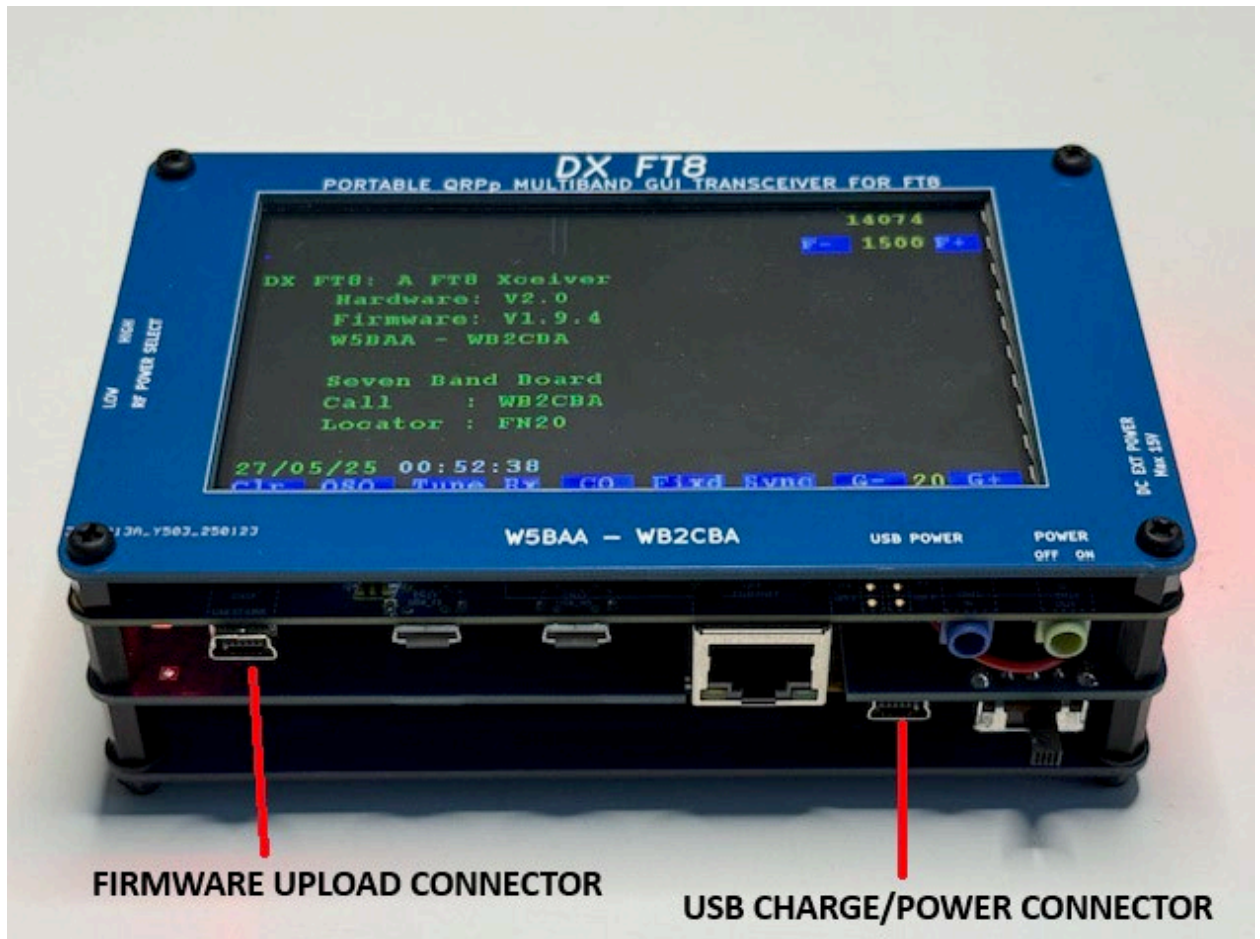 DX FT8
PORTABLE QRPp MULTIBAND GUI TRANSCEIVER FOR FT8
14074
F- 1500 F+
DX FT8: A FT8 Xceiver
Hardware: V2.0
Firmware: V1.9.4
W5BAA - WB2CBA
Seven Band Board
Call : WB2CBA
Locator : FN20
27/05/25 00:52:38
Clr QSO Tune Rx CQ Fixd Sync G- 20 G+
LOW HIGH
RF POWER SELECT
DC EXT POWER
Max 15V
13A_Y503_250123
W5BAA - WB2CBA
USB POWER
POWER
OFF ON
FIRMWARE UPLOAD CONNECTOR
USB CHARGE/POWER CONNECTOR